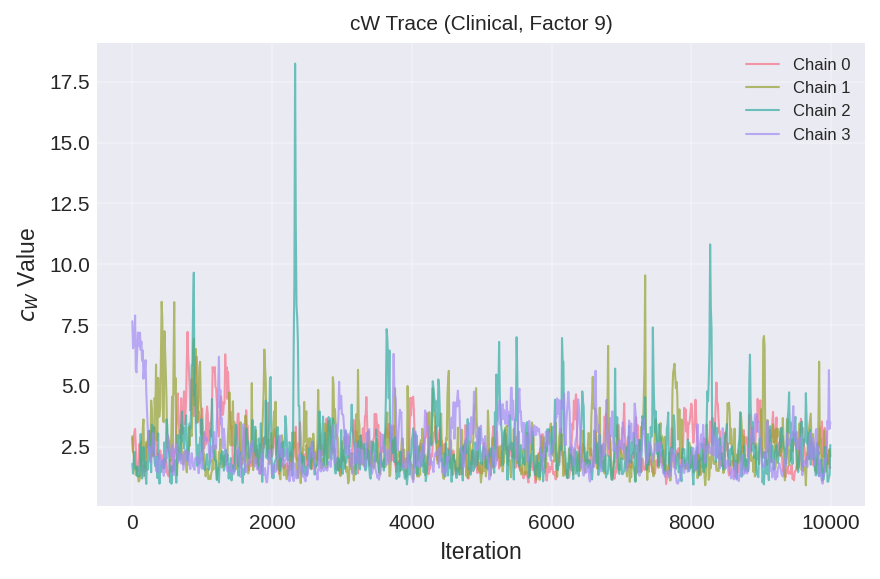 cW Trace (Clinical, Factor 9)
Chain 0
Chain 1
Chain 2
Chain 3
17.5
15.0
12.5
10.0
7.5
5.0
2.5
c_W Value
0 2000 4000 6000 8000 10000
Iteration